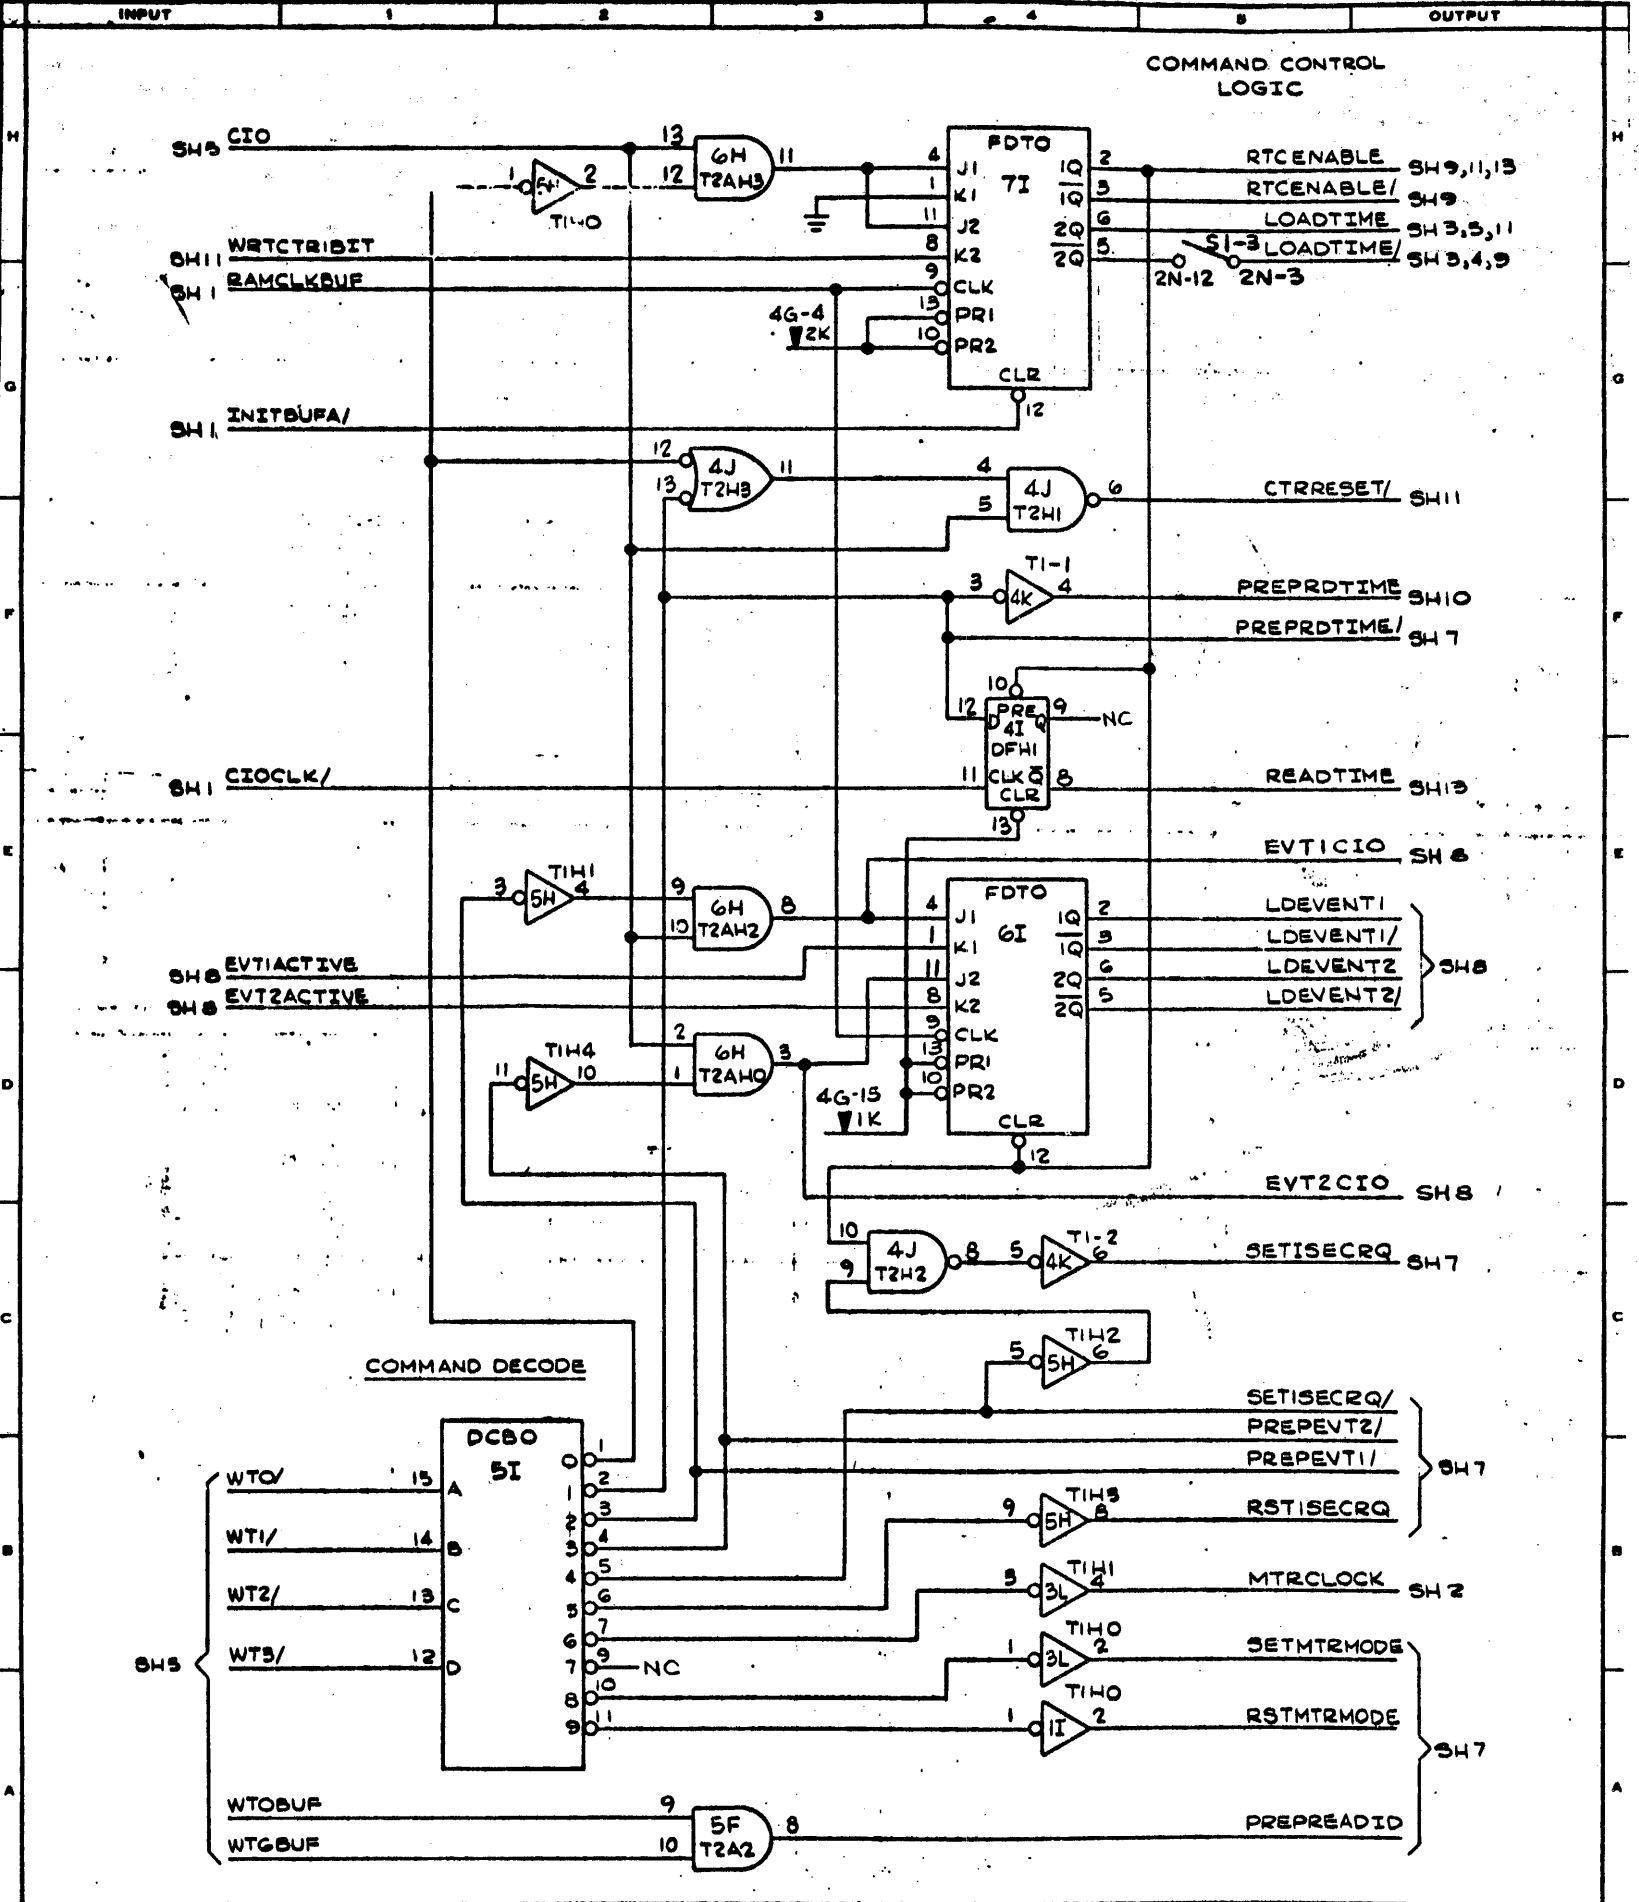 INPUT 1 2 3 4 5 OUTPUT
COMMAND CONTROL
LOGIC
H H
SH5 CIO 13 6H T2AH3 11
1 5H 2 12
T1H0
FDTO
7I
4 J1 1Q 2 RTCENABLE SH9,11,13
1 K1 1Q 3 RTCENABLE/ SH9
11 J2 2Q 6 LOADTIME SH3,5,11
SH11 WRTCTRIBIT 8 K2 2Q 5 S1-3 LOADTIME/ SH3,4,9
2N-12 2N-3
SH1 RAMCLKBUF 9 CLK
13 PR1
4G-4 2K 10 PR2
CLR
12
G G
SH1 INITBUFA/
12 4J 11
13 T2H3
4 4J 6 CTRRESET/ SH11
5 T2H1
T1-1
3 4K 4 PREPRDTIME SH10
F F
PREPRDTIME/ SH7
10
12 D PRE Q 9 NC
4I
DFH1
SH1 CIOCLK/ 11 CLK Q 8 READTIME SH13
CLR
13
E E
EVT1CIO SH8
T1H1
3 5H 4 9 6H 8
10 T2AH2
FDTO
6I
4 J1 1Q 2 LDEVENT1
1 K1 1Q 3 LDEVENT1/
SH8 EVT1ACTIVE 11 J2 2Q 6 LDEVENT2 SH8
SH8 EVT2ACTIVE 8 K2 2Q 5 LDEVENT2/
2 6H 3 9 CLK
T1H4
11 5H 10 1 T2AH0
13 PR1
10 PR2
D D
4G-15
1K
CLR
12
EVT2CIO SH8
10 4J 8 5 4K 6 T1-2 SETISECRQ SH7
9 T2H2
C C
T1H2
5 5H 6
COMMAND DECODE
SETISECRQ/
PREPEVT2/
PREPEVT1/ SH7
DCBO
5I
0 1
WT0/ 15 A 1 2
2 3
9 5H 8 T1H3 RSTISECRQ
WT1/ 14 B 3 4
B B
4 5
3 3L 4 T1H1 MTRCLOCK SH2
WT2/ 13 C 5 6
6 7
1 3L 2 T1H0 SETMTRMODE
SH5 WT3/ 12 D 7 9 NC
8 10
9 11
1 1I 2 T1H0 RSTMTRMODE
SH7
A A
WT0BUF 9 5F 8 PREPREADID
WT6BUF 10 T2A2